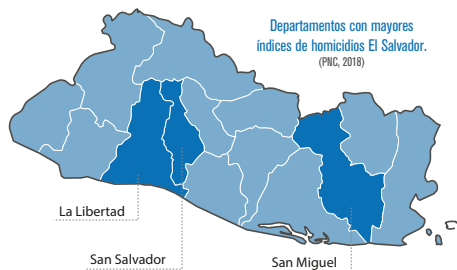 Departamentos con mayores
índices de homicidios El Salvador.
(PNC, 2018)
La Libertad
San Salvador
San Miguel